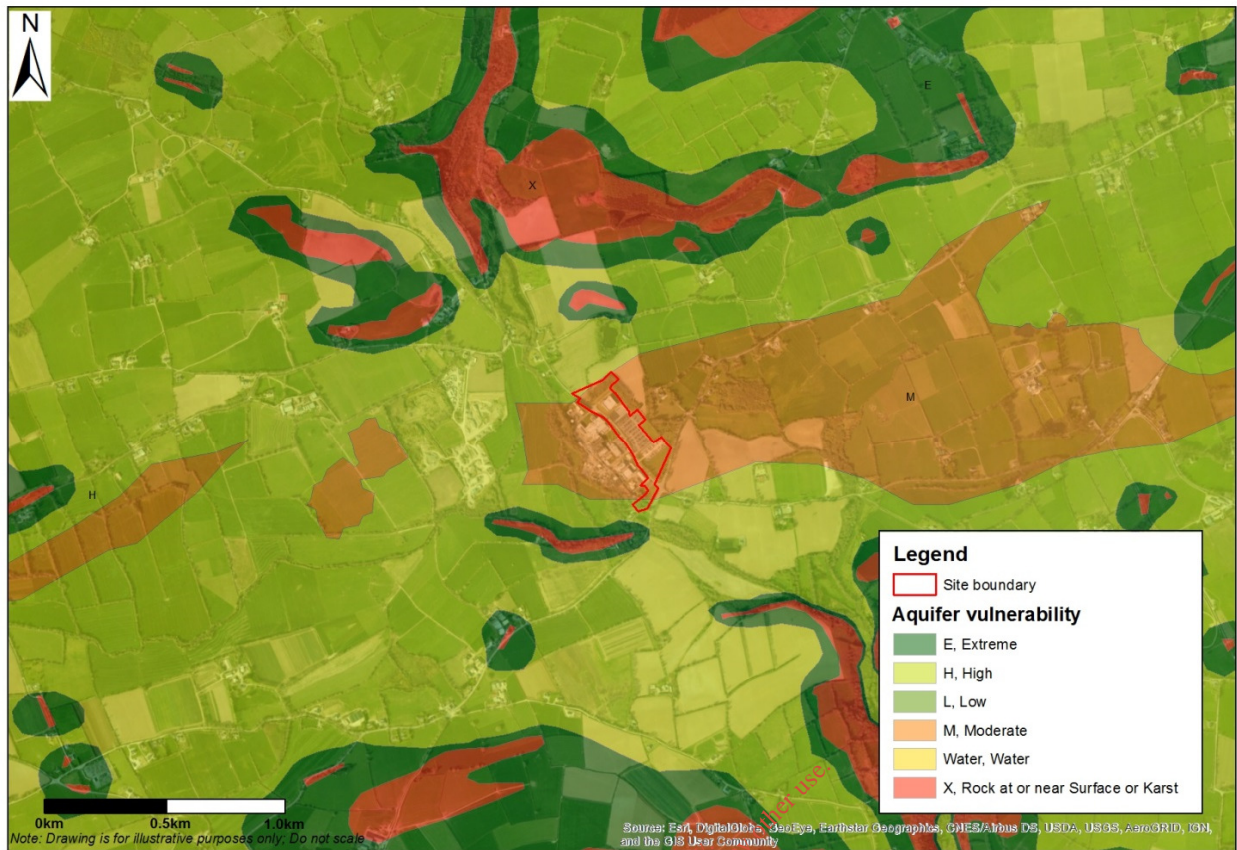 N
E
X
M
H
Legend
Site boundary
Aquifer vulnerability
E, Extreme
H, High
L, Low
M, Moderate
Water, Water
X, Rock at or near Surface or Karst
0km 0.5km 1.0km
Note: Drawing is for illustrative purposes only; Do not scale
other use.
Source: Esri, DigitalGlobe, GeoEye, Earthstar Geographics, CNES/Airbus DS, USDA, USGS, AeroGRID, IGN,
and the GIS User Community